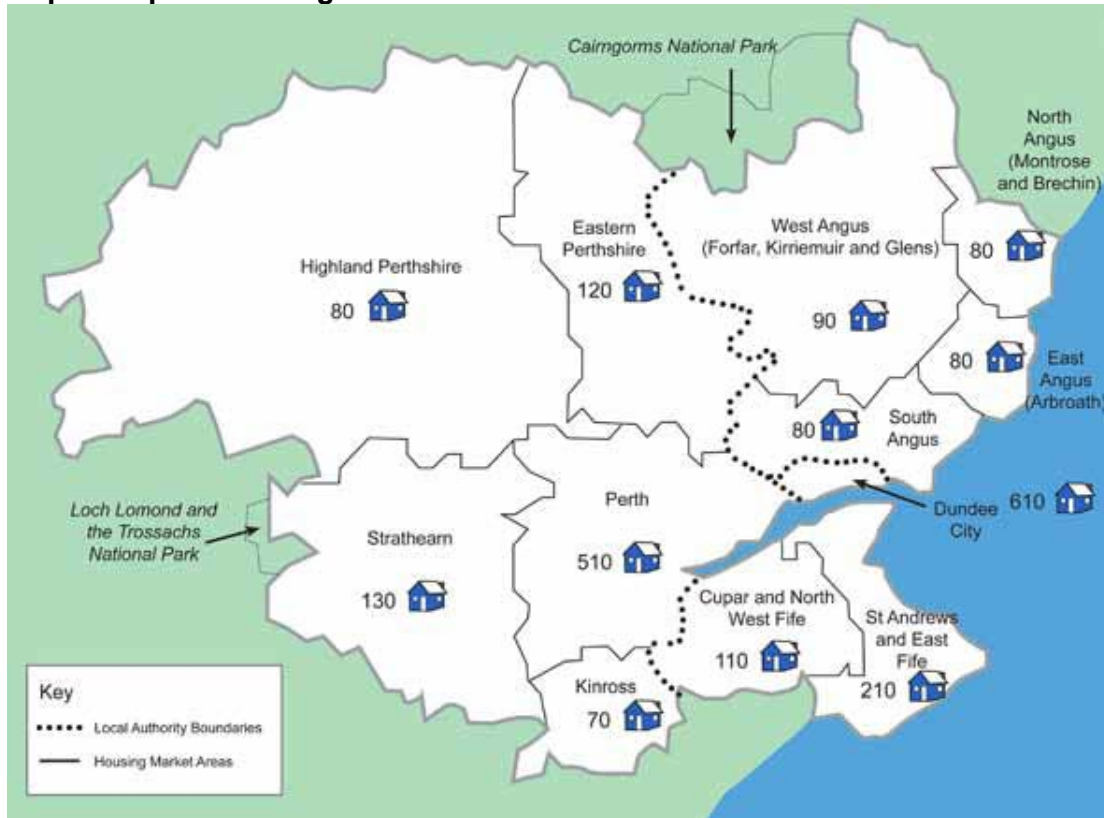 Cairngorms National Park
North
Angus
(Montrose
and Brechin)
80
Eastern
Perthshire
120
West Angus
(Forfar, Kirriemuir and Glens)
90
Highland Perthshire
80
80
East
Angus
(Arbroath)
South
Angus
80
Dundee
City
610
Loch Lomond and
the Trossachs
National Park
Strathearn
130
Perth
510
Cupar and North
West Fife
110
St Andrews
and East
Fife
210
Kinross
70
Key
Local Authority Boundaries
Housing Market Areas